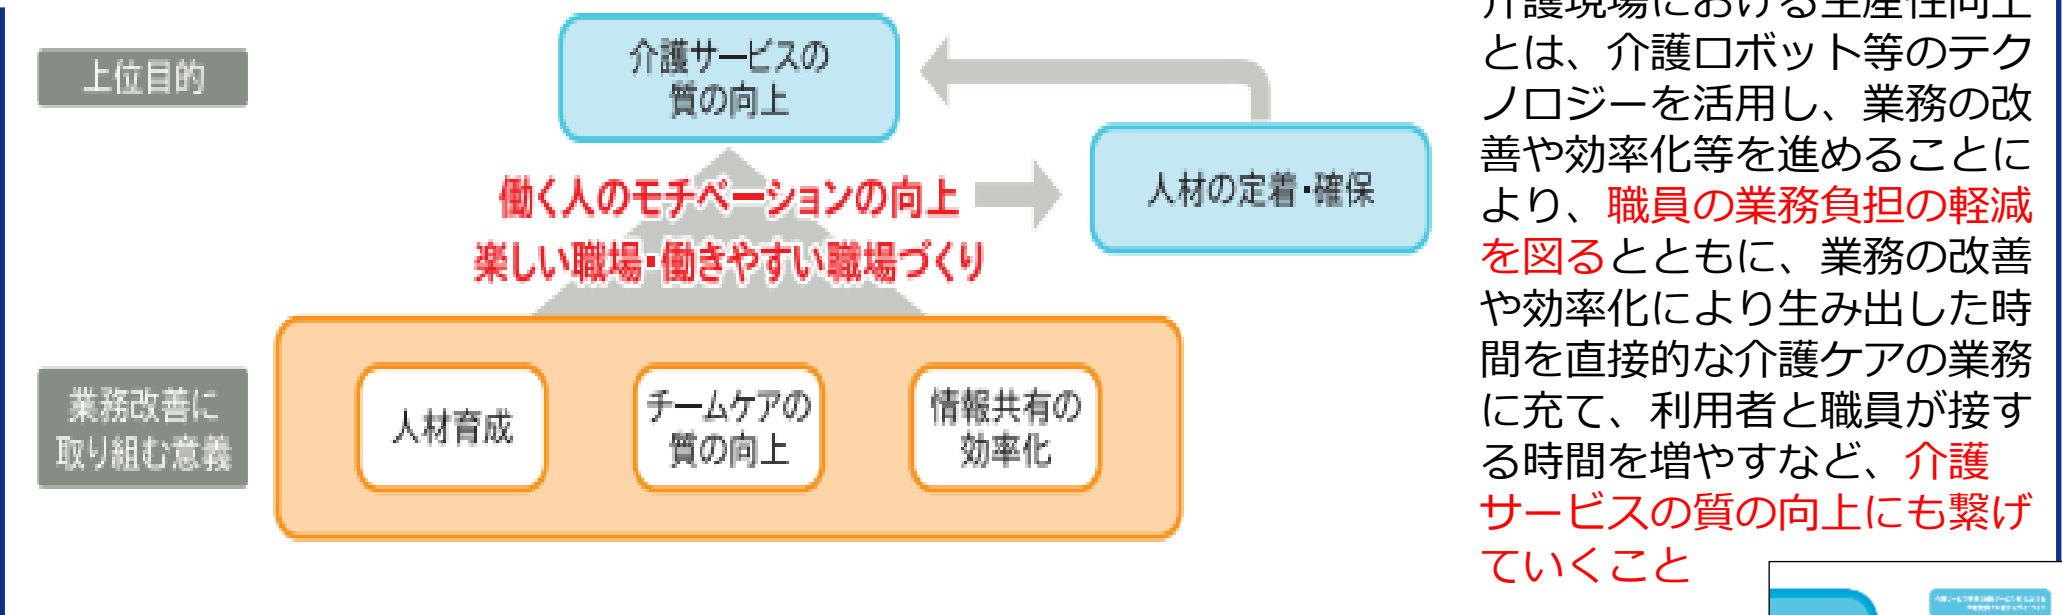 上位目的
介護サービスの
質の向上
人材の定着・確保
働く人のモチベーションの向上
楽しい職場・働きやすい職場づくり
業務改善に
取り組む意義
人材育成
チームケアの
質の向上
情報共有の
効率化
介護現場における生産性向上
とは、介護ロボット等のテク
ノロジーを活用し、業務の改
善や効率化等を進めることに
より、職員の業務負担の軽減
を図るとともに、業務の改善
や効率化により生み出した時
間を直接的な介護ケアの業務
に充て、利用者と職員が接す
る時間を増やすなど、介護
サービスの質の向上にも繋げ
ていくこと